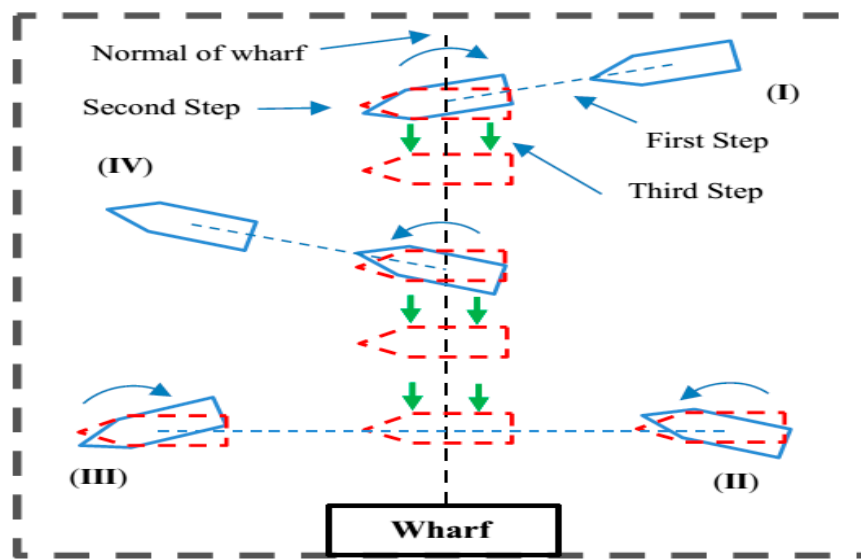 Normal of wharf
(I)
Second Step
First Step
(IV)
Third Step
(III)
(II)
Wharf